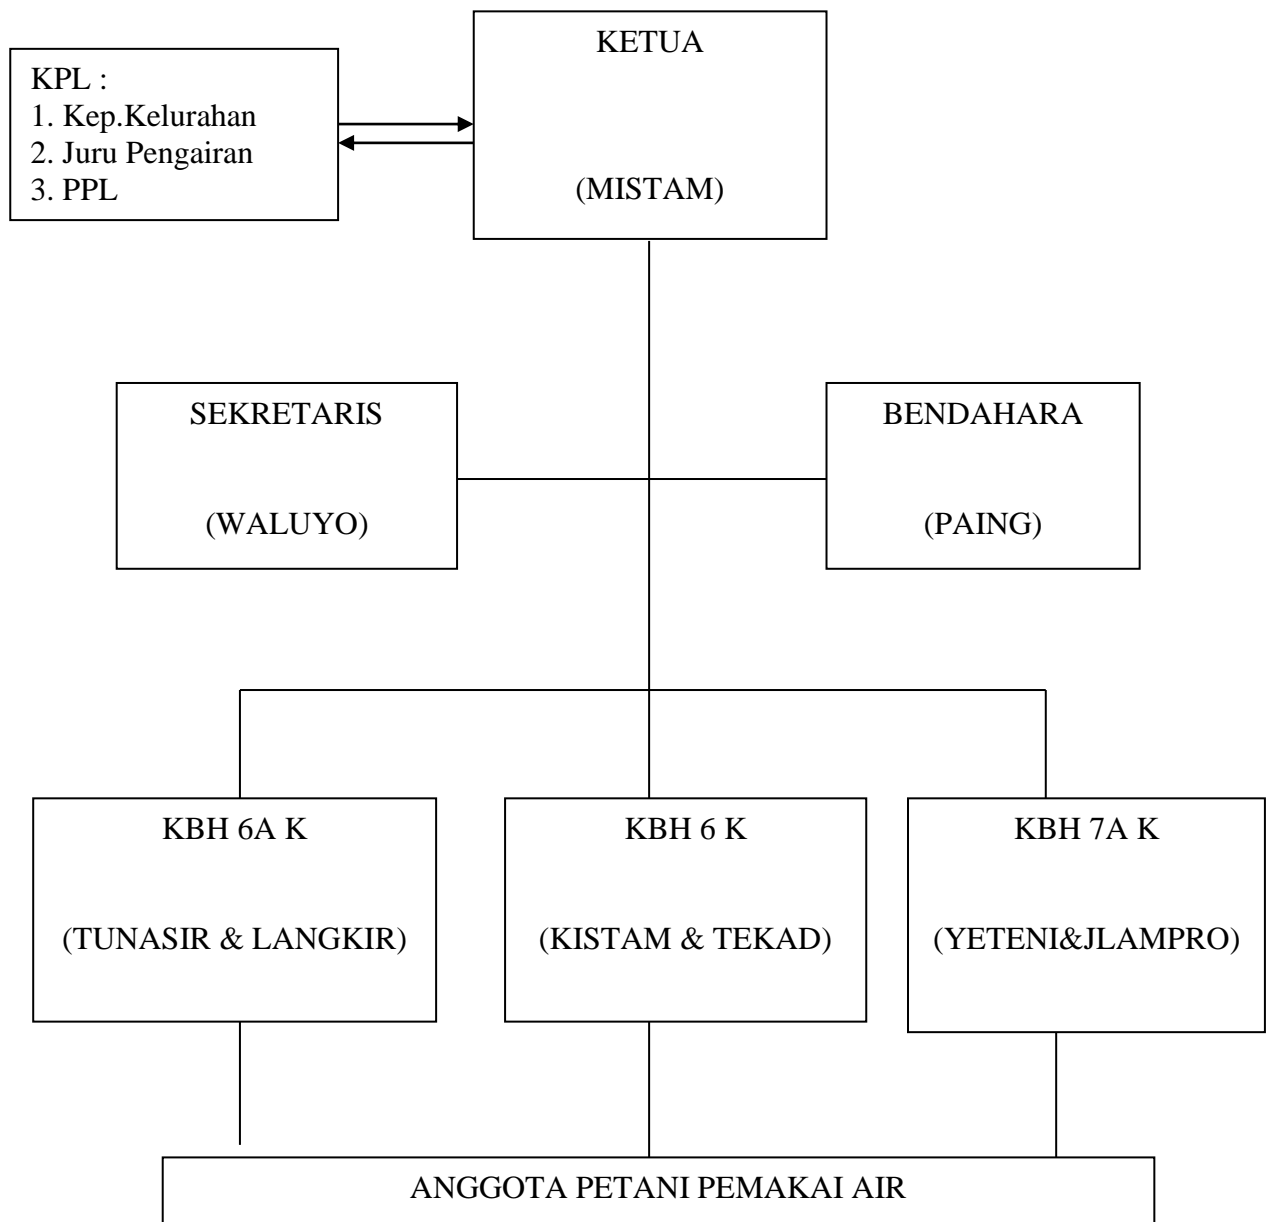 KETUA
(MISTAM)
KPL :
1. Kep.Kelurahan
2. Juru Pengairan
3. PPL
SEKRETARIS
(WALUYO)
BENDAHARA
(PAING)
KBH 6A K
(TUNASIR & LANGKIR)
KBH 6 K
(KISTAM & TEKAD)
KBH 7A K
(YETENI&JLAMPRO)
ANGGOTA PETANI PEMAKAI AIR